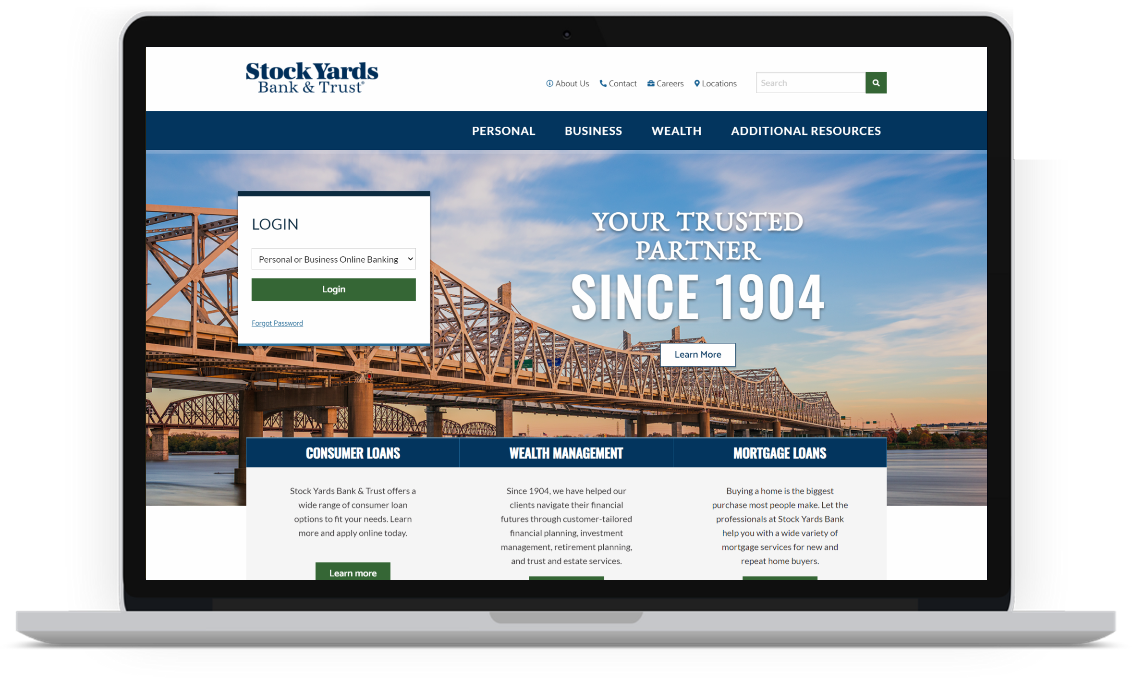 Stock Yards
Bank & Trust®
About Us Contact Careers Locations Search
PERSONAL BUSINESS WEALTH ADDITIONAL RESOURCES
LOGIN
Personal or Business Online Banking
Login
Forgot Password
YOUR TRUSTED
PARTNER
SINCE 1904
Learn More
CONSUMER LOANS
Stock Yards Bank & Trust offers a
wide range of consumer loan
options to fit your needs. Learn
more and apply online today.
Learn more
WEALTH MANAGEMENT
Since 1904, we have helped our
clients navigate their financial
futures through customer-tailored
financial planning, investment
management, retirement planning,
and trust and estate services.
MORTGAGE LOANS
Buying a home is the biggest
purchase most people make. Let the
professionals at Stock Yards Bank
help you with a wide variety of
mortgage services for new and
repeat home buyers.